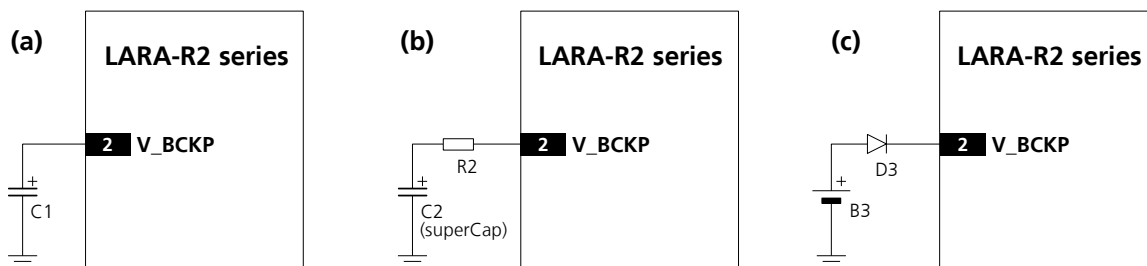 (a)
LARA-R2 series
2 V_BCKP
+
C1
(b)
LARA-R2 series
2 V_BCKP
R2
+
C2
(superCap)
(c)
LARA-R2 series
2 V_BCKP
D3
+
B3